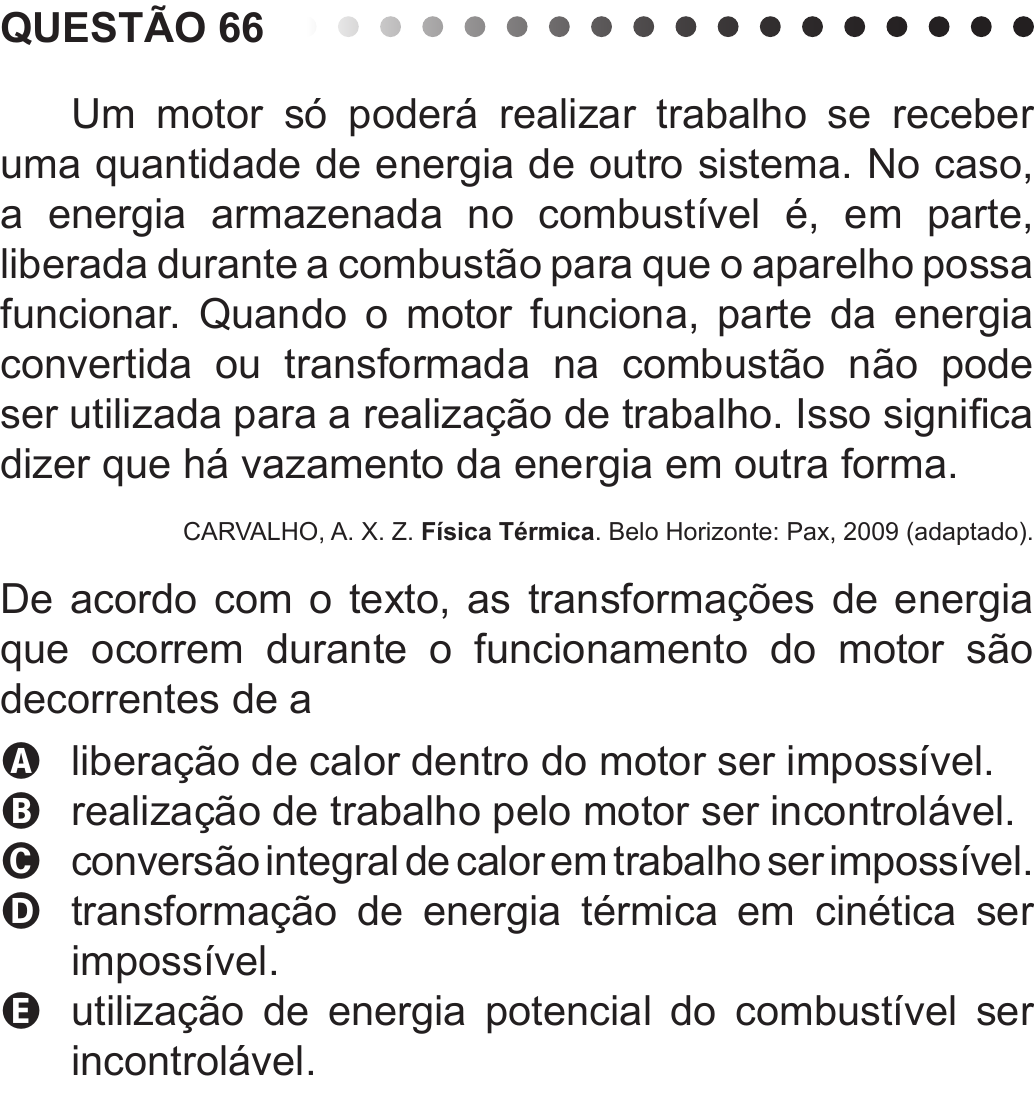 QUESTÃO 66
Um motor só poderá realizar trabalho se receber
uma quantidade de energia de outro sistema. No caso,
a energia armazenada no combustível é, em parte,
liberada durante a combustão para que o aparelho possa
funcionar. Quando o motor funciona, parte da energia
convertida ou transformada na combustão não pode
ser utilizada para a realização de trabalho. Isso significa
dizer que há vazamento da energia em outra forma.
CARVALHO, A. X. Z. Física Térmica. Belo Horizonte: Pax, 2009 (adaptado).
De acordo com o texto, as transformações de energia
que ocorrem durante o funcionamento do motor são
decorrentes de a
A liberação de calor dentro do motor ser impossível.
B realização de trabalho pelo motor ser incontrolável.
C conversão integral de calor em trabalho ser impossível.
D transformação de energia térmica em cinética ser
impossível.
E utilização de energia potencial do combustível ser
incontrolável.